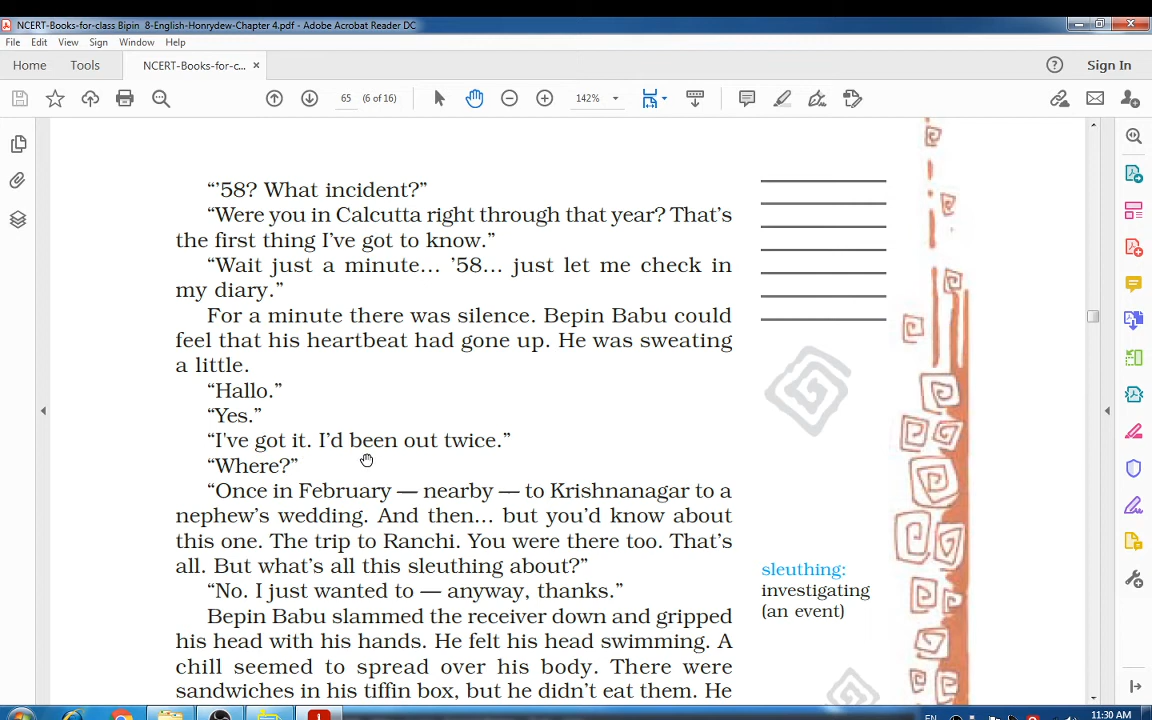 NCERT-Books-for-class Bipin  8-English-Honrydew-Chapter 4.pdf - Adobe Acrobat Reader DC
File Edit View Sign Window Help
Home Tools NCERT-Books-for-c... × Sign In
65 (6 of 16) 142%
“’58? What incident?”
“Were you in Calcutta right through that year? That’s
the first thing I’ve got to know.”
“Wait just a minute... ’58... just let me check in
my diary.”
For a minute there was silence. Bepin Babu could
feel that his heartbeat had gone up. He was sweating
a little.
“Hallo.”
“Yes.”
“I've got it. I’d been out twice.”
“Where?”
“Once in February — nearby — to Krishnanagar to a
nephew’s wedding. And then... but you’d know about
this one. The trip to Ranchi. You were there too. That’s
all. But what’s all this sleuthing about?”
“No. I just wanted to — anyway, thanks.”
Bepin Babu slammed the receiver down and gripped
his head with his hands. He felt his head swimming. A
chill seemed to spread over his body. There were
sandwiches in his tiffin box, but he didn’t eat them. He
sleuthing:
investigating
(an event)
EN 11:30 AM